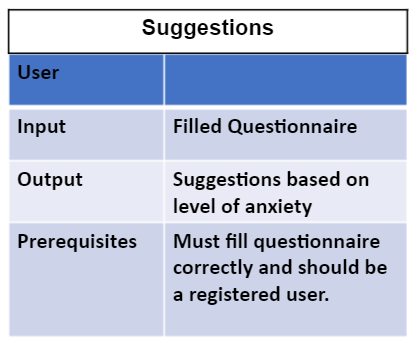 Suggestions
User
Input Filled Questionnaire
Output Suggestions based on
level of anxiety
Prerequisites Must fill questionnaire
correctly and should be
a registered user.